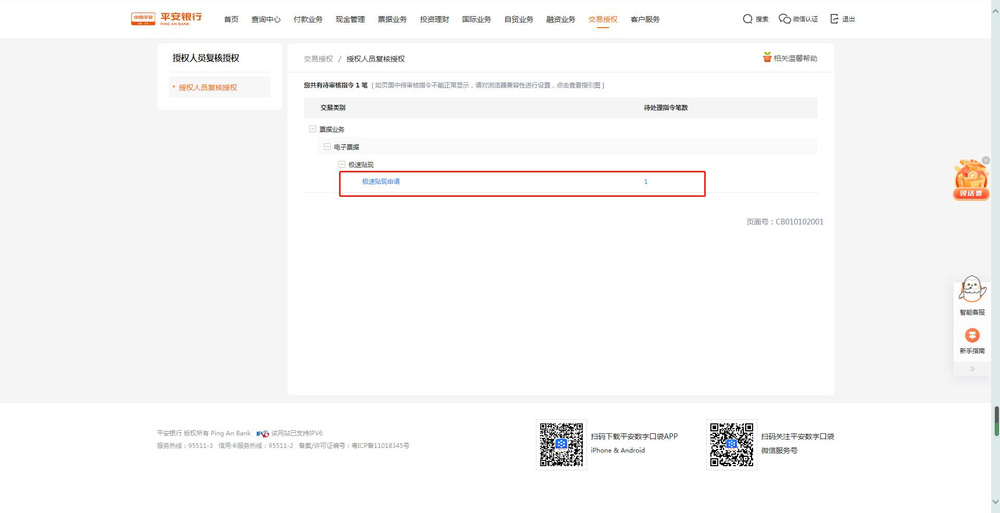 中国平安
平安银行
PING AN BANK
首页 查询中心 付款业务 现金管理 票据业务 投资理财 国际业务 自贸业务 融资业务 交易授权 客户服务 搜索 微信认证 退出
授权人员复核授权
授权人员复核授权
交易授权 / 授权人员复核授权 相关温馨帮助
您共有待审核指令 1 笔 [ 如页面中待审核指令不能正常显示，请对浏览器兼容性进行设置，点击查看指引图 ]
交易类别 待处理指令笔数
票据业务
电子票据
极速贴现
极速贴现申请 1
页面号：CB010102001
领话费
智能客服
新手指南
平安银行 版权所有 Ping An Bank IPV6 该网站已支持IPV6
服务热线：95511-3 信用卡服务热线：95511-2 备案/许可证编号：粤ICP备11018345号
扫码下载平安数字口袋APP
iPhone & Android
扫码关注平安数字口袋
微信服务号